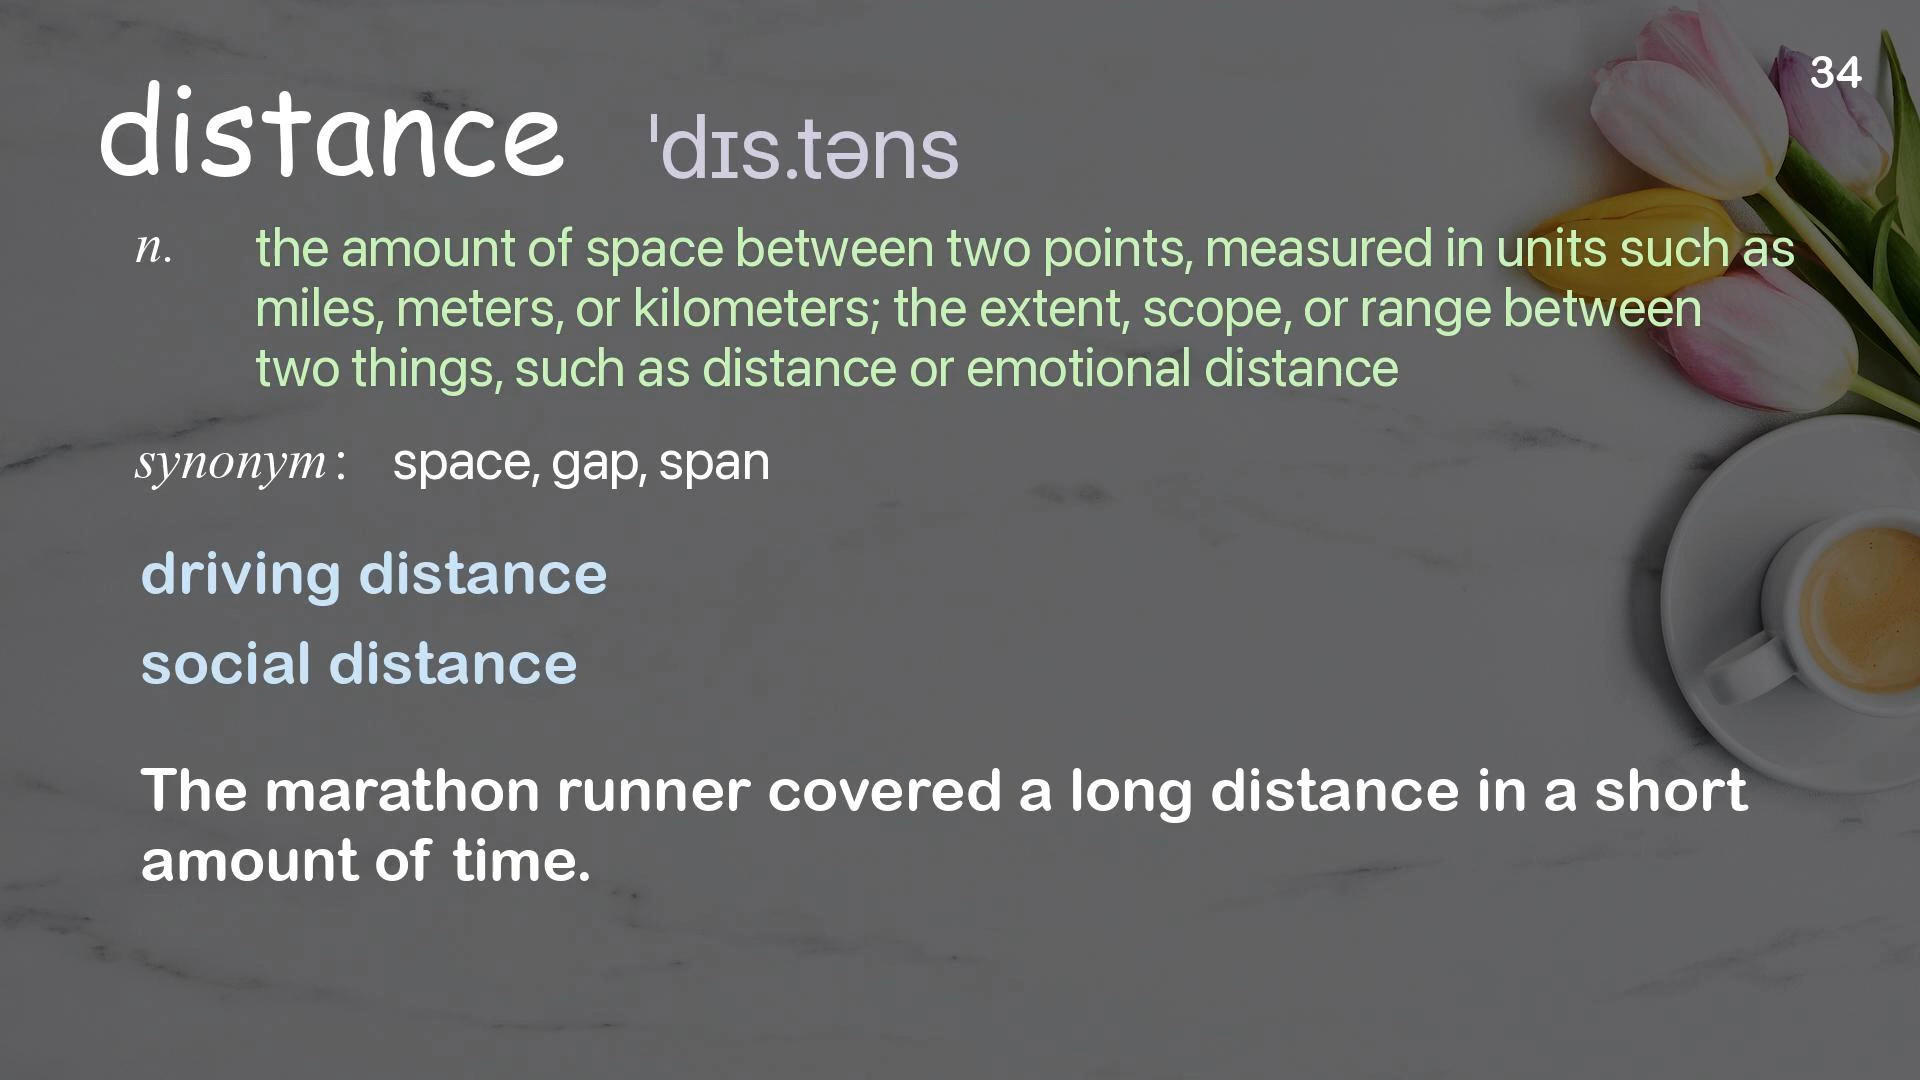 34
distance ˈdɪs.təns
n. the amount of space between two points, measured in units such as
miles, meters, or kilometers; the extent, scope, or range between
two things, such as distance or emotional distance
synonym: space, gap, span
driving distance
social distance
The marathon runner covered a long distance in a short
amount of time.